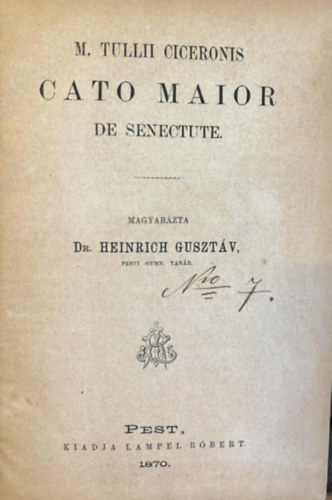 M. TULLII CICERONIS
CATO MAIOR
DE SENECTUTE.
MAGYARÁZTA
DR. HEINRICH GUSZTÁV,
PESTI GYMN. TANÁR.
Nro 7.
PEST.
KIADJA LAMPEL RÓBERT.
1870.